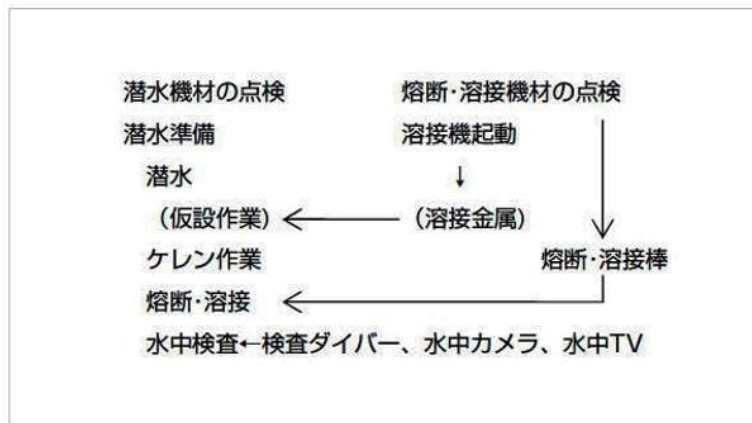 潜水機材の点検 熔断・溶接機材の点検
潜水準備 溶接機起動
潜水 ↓
（仮設作業） （溶接金属）
ケレン作業 熔断・溶接棒
熔断・溶接
水中検査←検査ダイバー、水中カメラ、水中TV